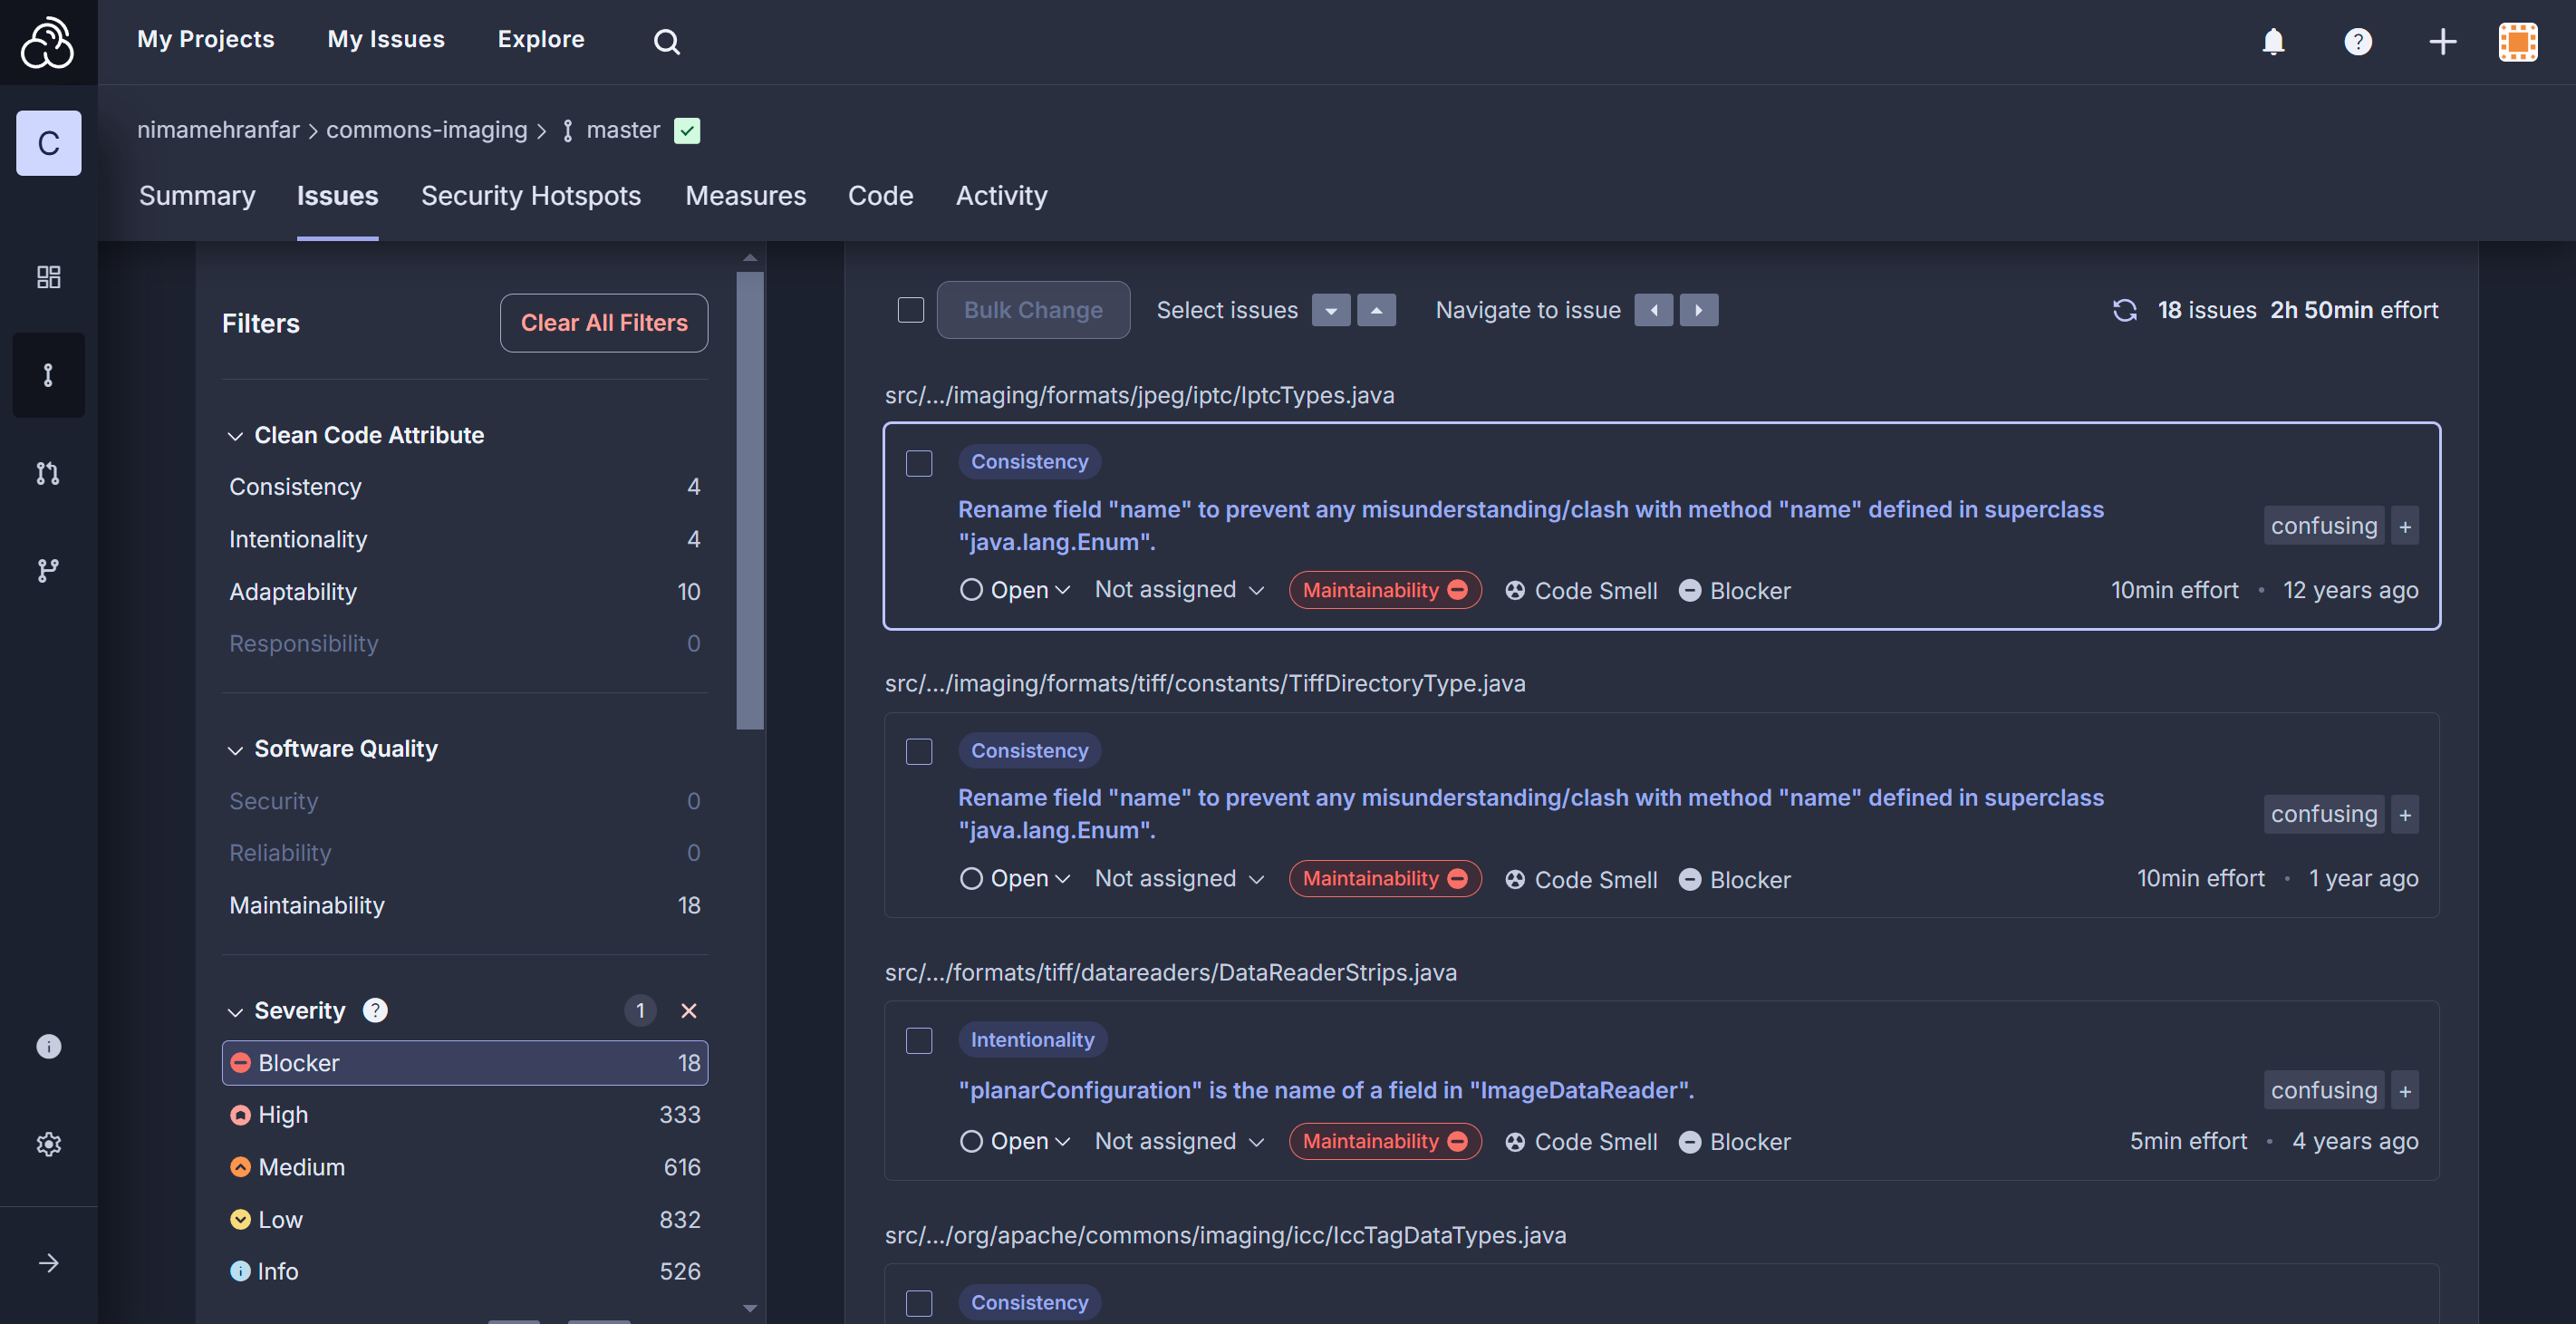 My Projects My Issues Explore
C
nimamehranfar > commons-imaging > master
Summary Issues Security Hotspots Measures Code Activity
Filters Clear All Filters
Clean Code Attribute
Consistency 4
Intentionality 4
Adaptability 10
Responsibility 0
Software Quality
Security 0
Reliability 0
Maintainability 18
Severity ? 1
Blocker 18
High 333
Medium 616
Low 832
Info 526
Bulk Change Select issues Navigate to issue 18 issues 2h 50min effort
src/.../imaging/formats/jpeg/iptc/IptcTypes.java
Consistency
Rename field "name" to prevent any misunderstanding/clash with method "name" defined in superclass
"java.lang.Enum".
confusing +
Open Not assigned Maintainability Code Smell Blocker 10min effort • 12 years ago
src/.../imaging/formats/tiff/constants/TiffDirectoryType.java
Consistency
Rename field "name" to prevent any misunderstanding/clash with method "name" defined in superclass
"java.lang.Enum".
confusing +
Open Not assigned Maintainability Code Smell Blocker 10min effort • 1 year ago
src/.../formats/tiff/datareaders/DataReaderStrips.java
Intentionality
"planarConfiguration" is the name of a field in "ImageDataReader".
confusing +
Open Not assigned Maintainability Code Smell Blocker 5min effort • 4 years ago
src/.../org/apache/commons/imaging/icc/IccTagDataTypes.java
Consistency